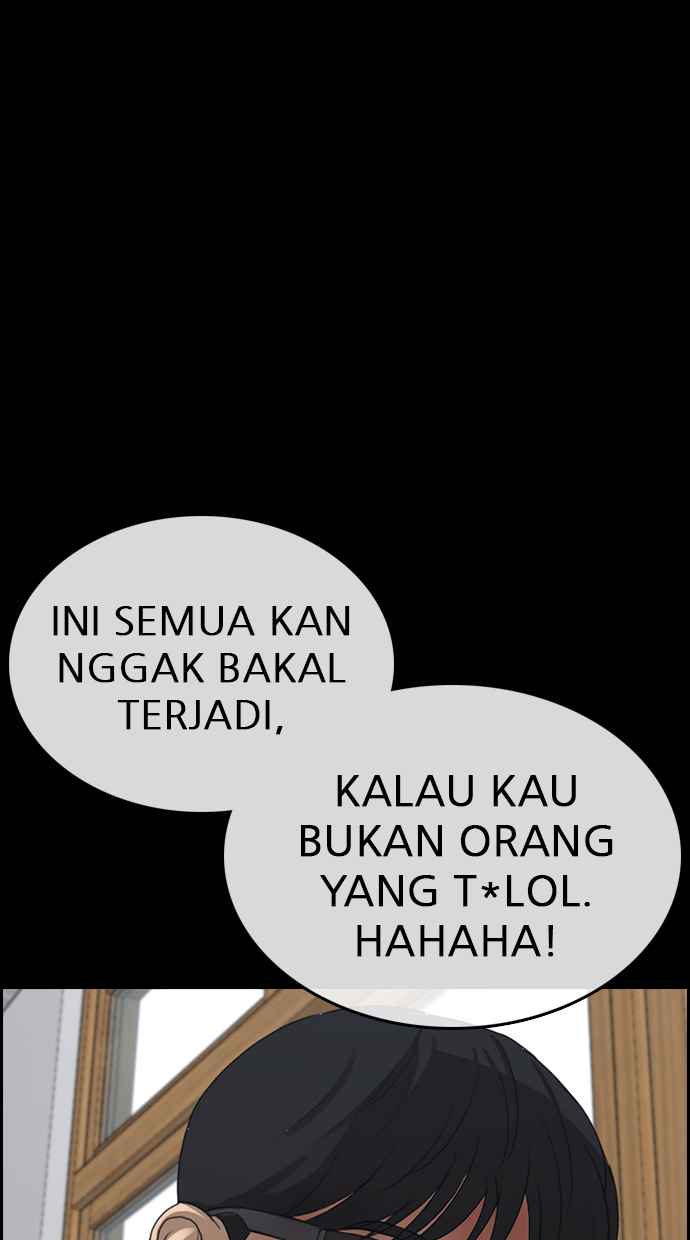 INI SEMUA KAN
NGGAK BAKAL
TERJADI,
KALAU KAU
BUKAN ORANG
YANG T*LOL.
HAHAHA!